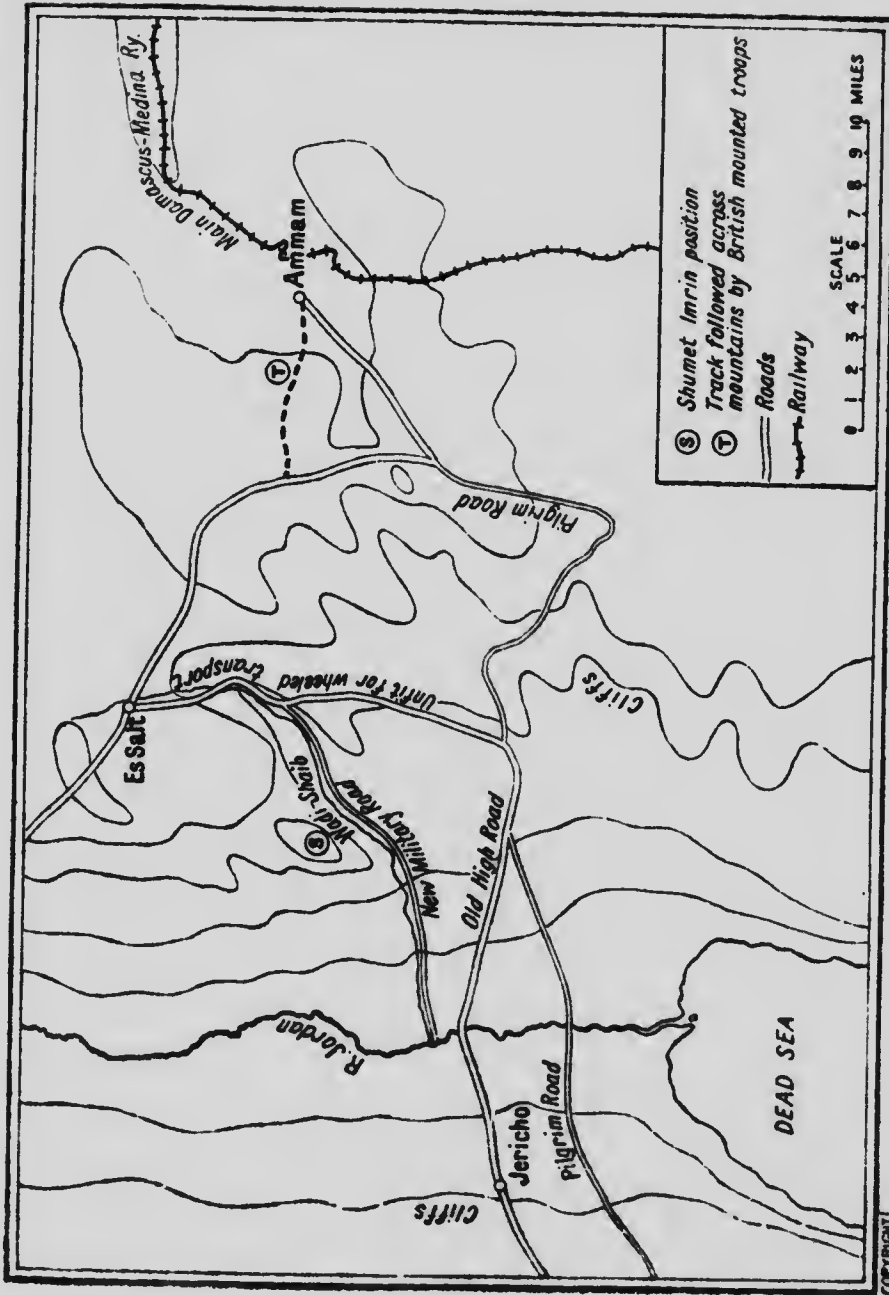 Main Damascus-Medina Ry.
Ammam
T
Es Salt
Unfit for wheeled
transport
Pilgrim Road
Cliffs
Wadi-Shaib
S
New Military Road
Old High Road
R. Jordan
Jericho
Pilgrim Road
Cliffs
DEAD SEA
S Shumet Imrin position
T Track followed across
mountains by British mounted troops
Roads
Railway
SCALE
0 1 2 3 4 5 6 7 8 9 10 MILES
COPYRIGHT